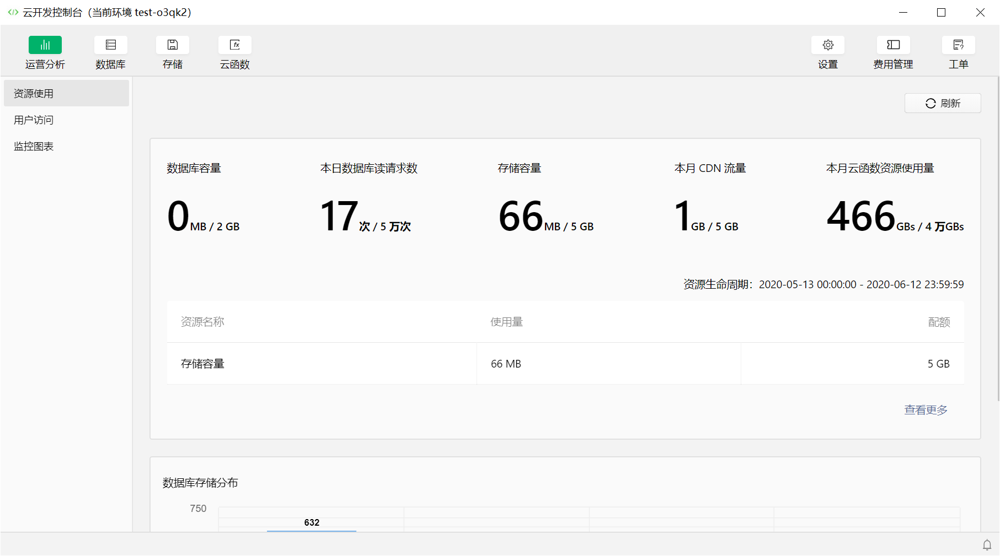 云开发控制台（当前环境 test-o3qk2）
运营分析
数据库
存储
fx
云函数
设置
费用管理
工单
资源使用
用户访问
监控图表
刷新
数据库容量
0MB / 2 GB
本日数据库读请求数
17次 / 5 万次
存储容量
66MB / 5 GB
本月 CDN 流量
1GB / 5 GB
本月云函数资源使用量
466GBs / 4 万GBs
资源生命周期：2020-05-13 00:00:00 - 2020-06-12 23:59:59
资源名称 使用量 配额
存储容量 66 MB 5 GB
查看更多
数据库存储分布
750
632